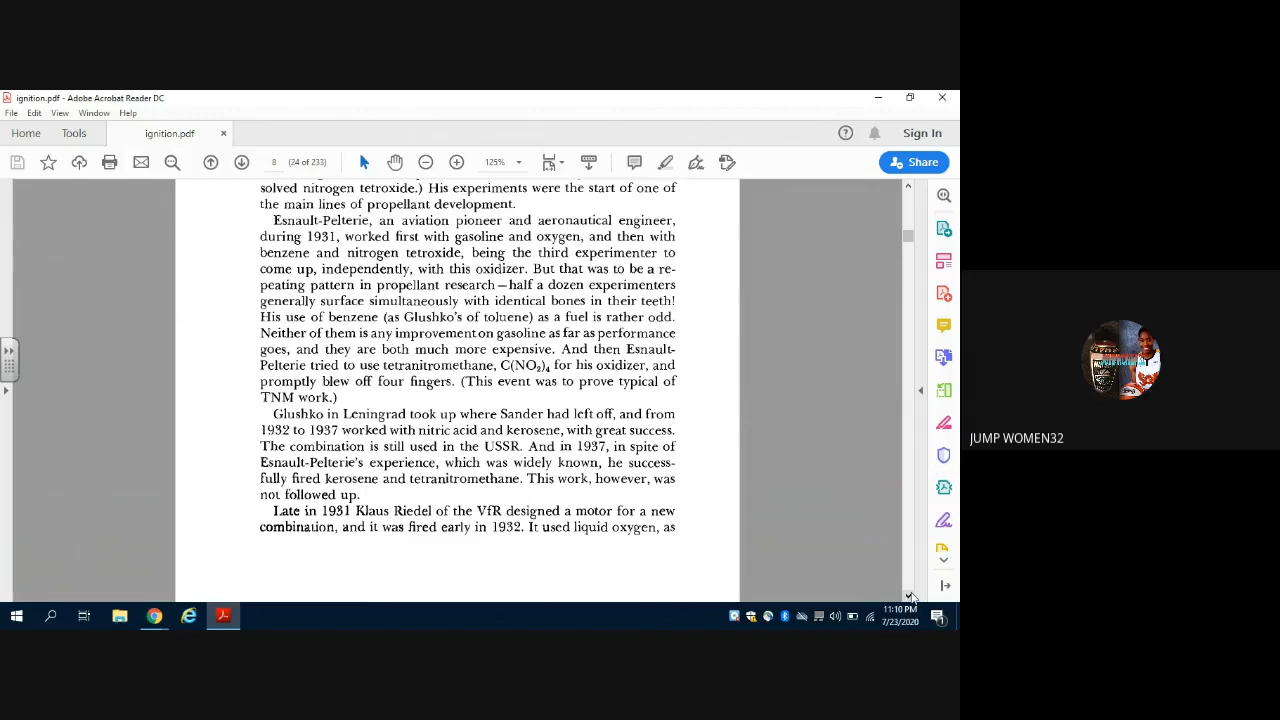 ignition.pdf - Adobe Acrobat Reader DC
File Edit View Window Help
Home Tools ignition.pdf × Sign In
8 (24 of 233) 125% Share
solved nitrogen tetroxide.) His experiments were the start of one of
the main lines of propellant development.
Esnault-Pelterie, an aviation pioneer and aeronautical engineer,
during 1931, worked first with gasoline and oxygen, and then with
benzene and nitrogen tetroxide, being the third experimenter to
come up, independently, with this oxidizer. But that was to be a re-
peating pattern in propellant research—half a dozen experimenters
generally surface simultaneously with identical bones in their teeth!
His use of benzene (as Glushko's of toluene) as a fuel is rather odd.
Neither of them is any improvement on gasoline as far as performance
goes, and they are both much more expensive. And then Esnault-
Pelterie tried to use tetranitromethane, C(NO₂)₄ for his oxidizer, and
promptly blew off four fingers. (This event was to prove typical of
TNM work.)
Glushko in Leningrad took up where Sander had left off, and from
1932 to 1937 worked with nitric acid and kerosene, with great success.
The combination is still used in the USSR. And in 1937, in spite of
Esnault-Pelterie's experience, which was widely known, he success-
fully fired kerosene and tetranitromethane. This work, however, was
not followed up.
Late in 1931 Klaus Riedel of the VfR designed a motor for a new
combination, and it was fired early in 1932. It used liquid oxygen, as
JUMP WOMEN32
11:10 PM
7/23/2020
1